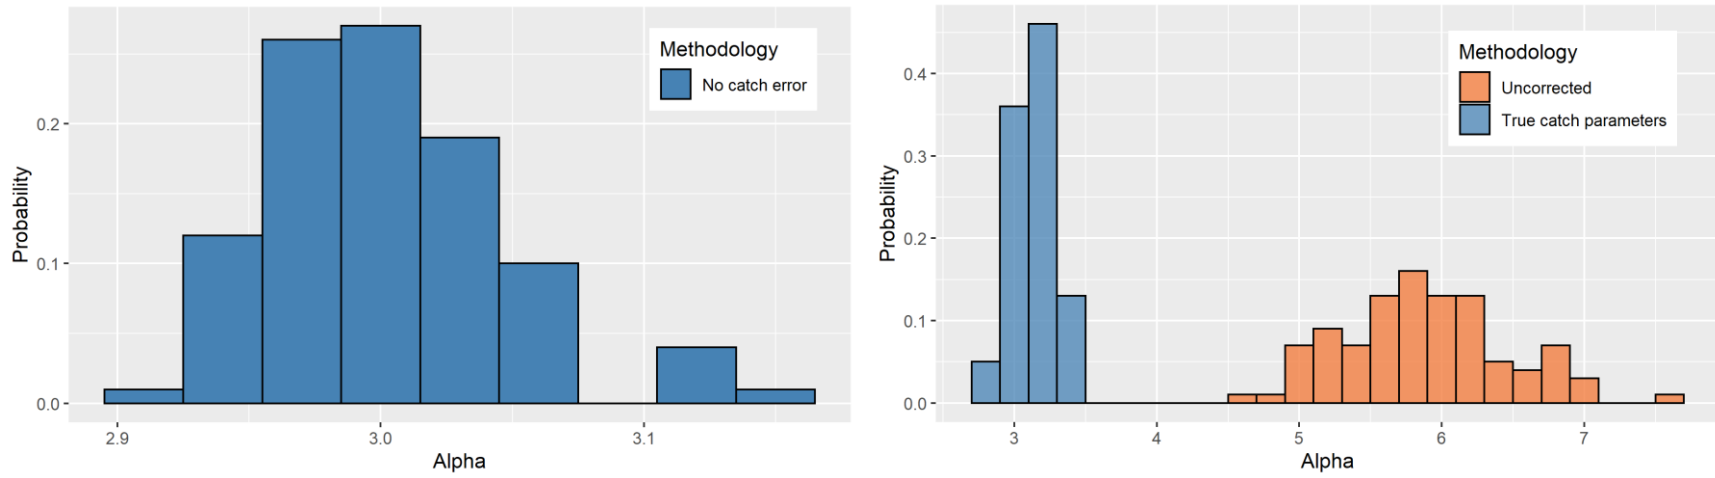 Methodology
No catch error
0.2
0.1
0.0
Probability
2.9
3.0
3.1
Alpha
Methodology
Uncorrected
True catch parameters
0.4
0.3
0.2
0.1
0.0
Probability
3
4
5
6
7
Alpha